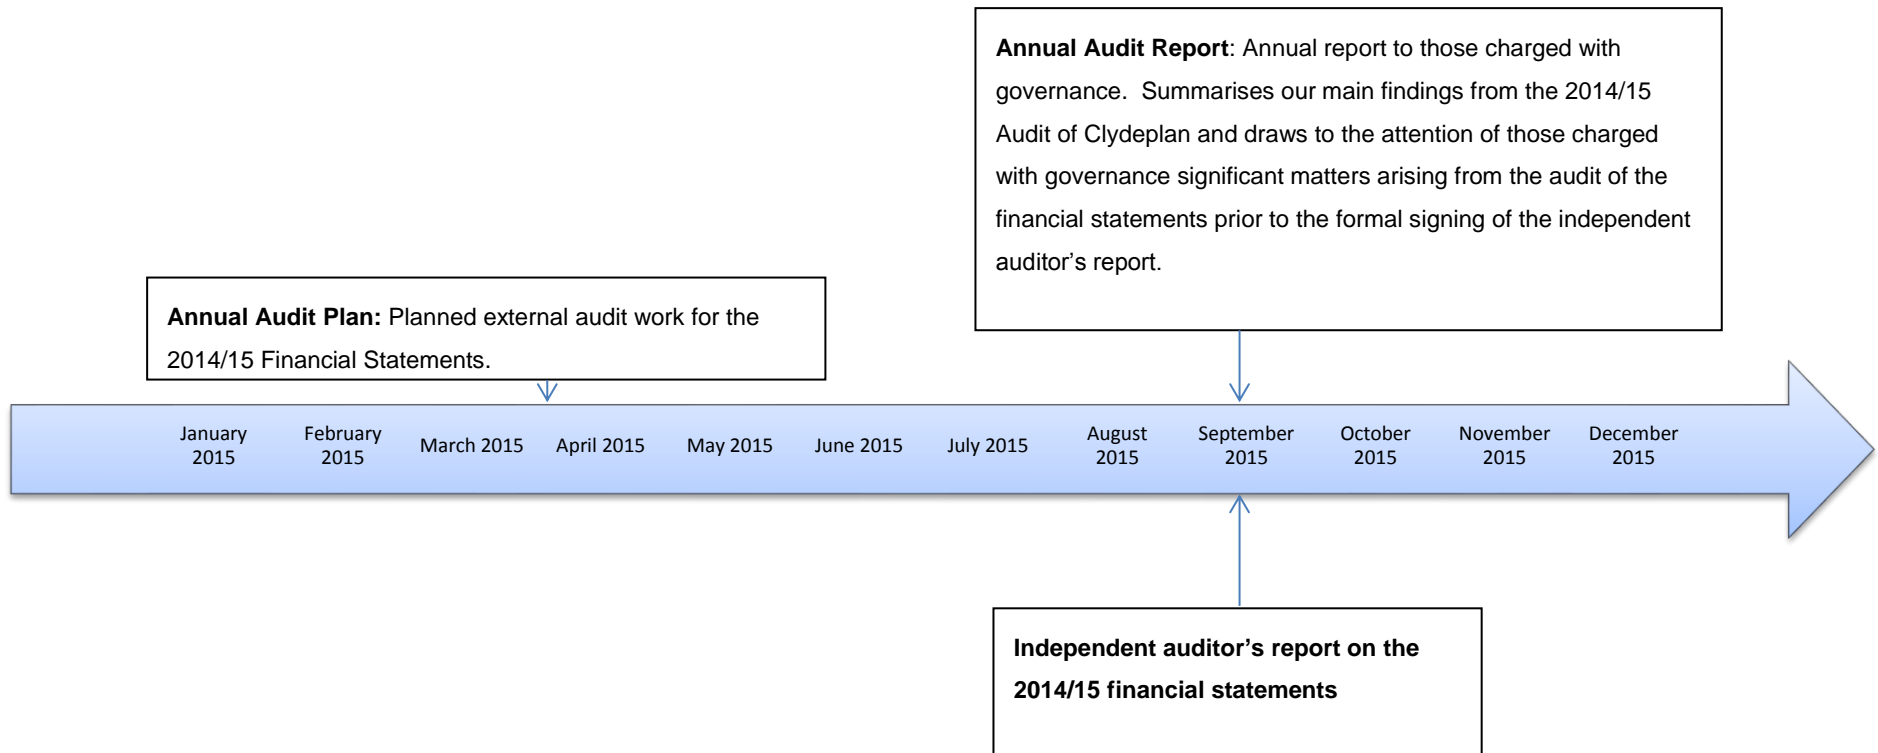 Annual Audit Report: Annual report to those charged with
governance.  Summarises our main findings from the 2014/15
Audit of Clydeplan and draws to the attention of those charged
with governance significant matters arising from the audit of the
financial statements prior to the formal signing of the independent
auditor’s report.
Annual Audit Plan: Planned external audit work for the
2014/15 Financial Statements.
January
2015
February
2015
March 2015
April 2015
May 2015
June 2015
July 2015
August
2015
September
2015
October
2015
November
2015
December
2015
Independent auditor’s report on the
2014/15 financial statements